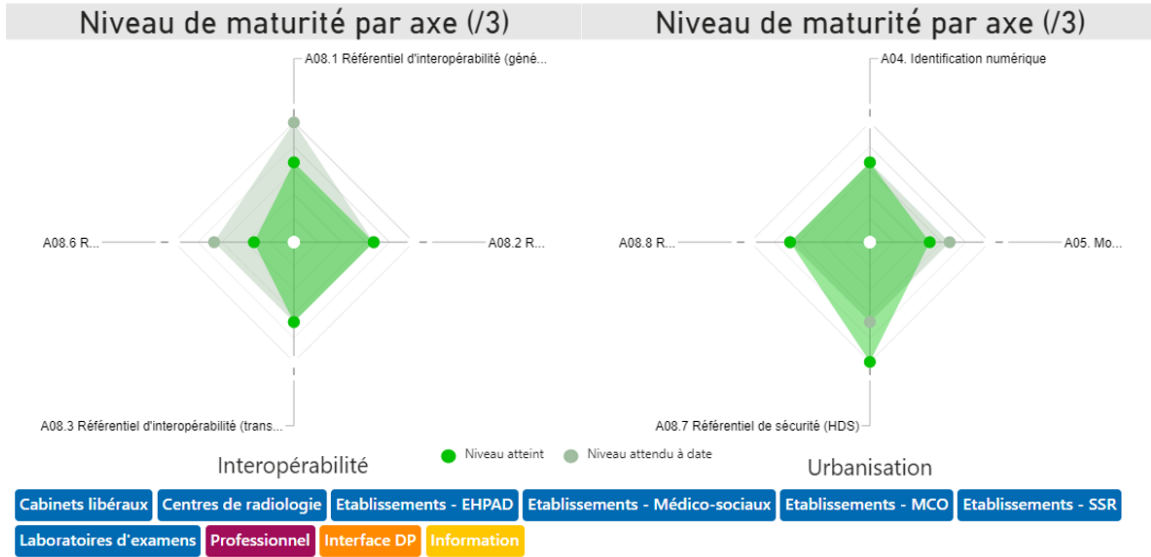 Niveau de maturité par axe (/3)
Niveau de maturité par axe (/3)
A08.1 Référentiel d'interopérabilité (géné...
A08.6 R...
A08.2 R...
A08.3 Référentiel d'interopérabilité (trans...
A04. Identification numérique
A08.8 R...
A05. Mo...
A08.7 Référentiel de sécurité (HDS)
Interopérabilité
Niveau atteint
Niveau attendu à date
Urbanisation
Cabinets libéraux
Centres de radiologie
Etablissements - EHPAD
Etablissements - Médico-sociaux
Etablissements - MCO
Etablissements - SSR
Laboratoires d'examens
Professionnel
Interface DP
Information